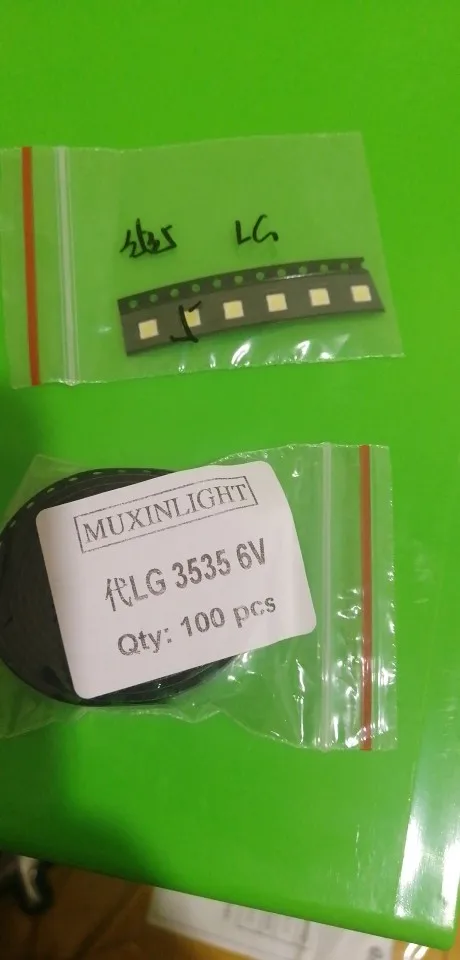 LG
MUXINLIGHT
代LG 3535 6V
Qty: 100 pcs